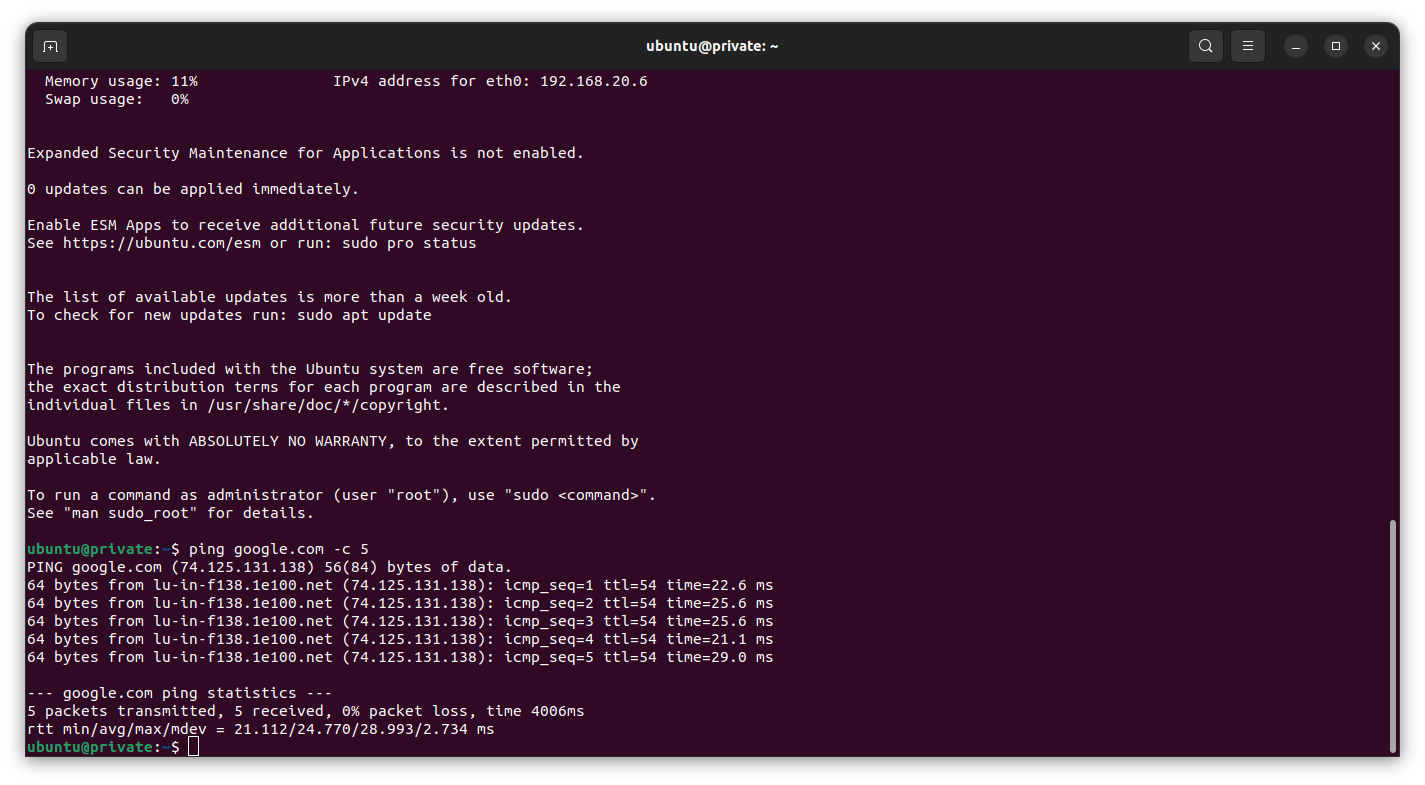 ubuntu@private: ~
Memory usage: 11% IPv4 address for eth0: 192.168.20.6
Swap usage: 0%
Expanded Security Maintenance for Applications is not enabled.
0 updates can be applied immediately.
Enable ESM Apps to receive additional future security updates.
See https://ubuntu.com/esm or run: sudo pro status
The list of available updates is more than a week old.
To check for new updates run: sudo apt update
The programs included with the Ubuntu system are free software;
the exact distribution terms for each program are described in the
individual files in /usr/share/doc/*/copyright.
Ubuntu comes with ABSOLUTELY NO WARRANTY, to the extent permitted by
applicable law.
To run a command as administrator (user "root"), use "sudo <command>".
See "man sudo_root" for details.
ubuntu@private:~$ ping google.com -c 5
PING google.com (74.125.131.138) 56(84) bytes of data.
64 bytes from lu-in-f138.1e100.net (74.125.131.138): icmp_seq=1 ttl=54 time=22.6 ms
64 bytes from lu-in-f138.1e100.net (74.125.131.138): icmp_seq=2 ttl=54 time=25.6 ms
64 bytes from lu-in-f138.1e100.net (74.125.131.138): icmp_seq=3 ttl=54 time=25.6 ms
64 bytes from lu-in-f138.1e100.net (74.125.131.138): icmp_seq=4 ttl=54 time=21.1 ms
64 bytes from lu-in-f138.1e100.net (74.125.131.138): icmp_seq=5 ttl=54 time=29.0 ms
--- google.com ping statistics ---
5 packets transmitted, 5 received, 0% packet loss, time 4006ms
rtt min/avg/max/mdev = 21.112/24.770/28.993/2.734 ms
ubuntu@private:~$